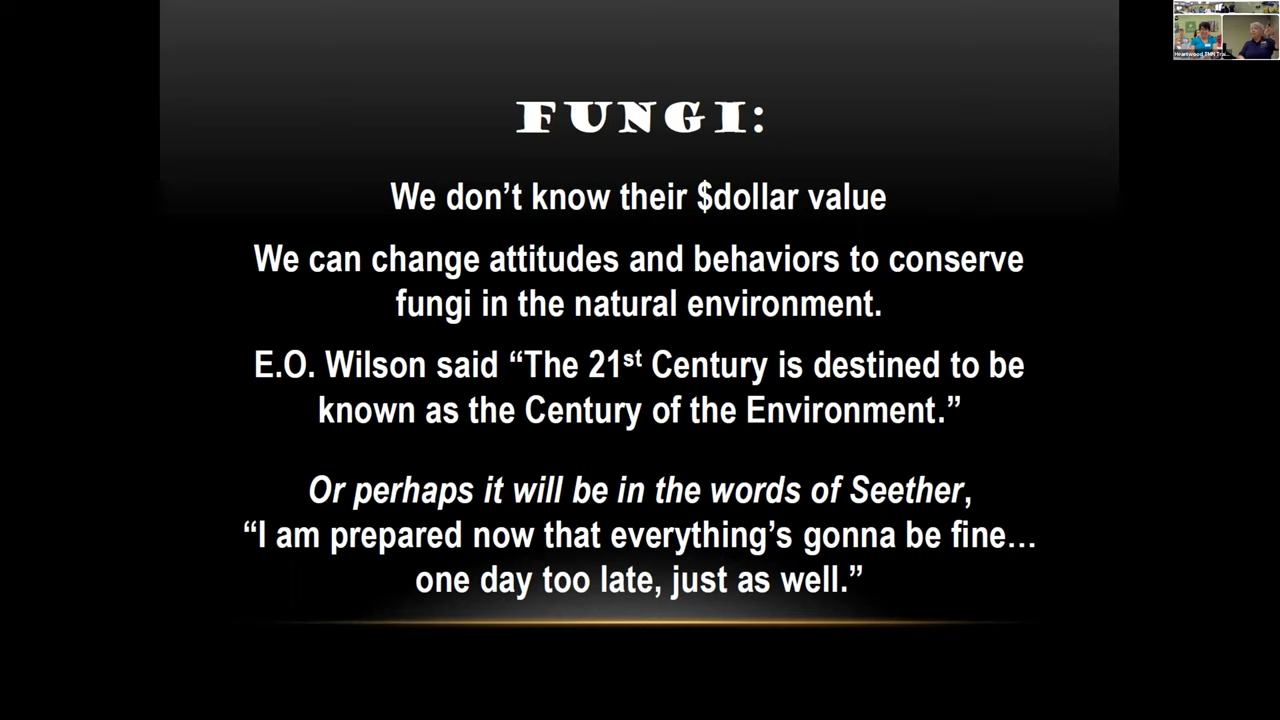 Heartwood TMN Trai...
FUNGI:
We don’t know their $dollar value
We can change attitudes and behaviors to conserve
fungi in the natural environment.
E.O. Wilson said “The 21st Century is destined to be
known as the Century of the Environment.”
Or perhaps it will be in the words of Seether,
“I am prepared now that everything’s gonna be fine…
one day too late, just as well.”